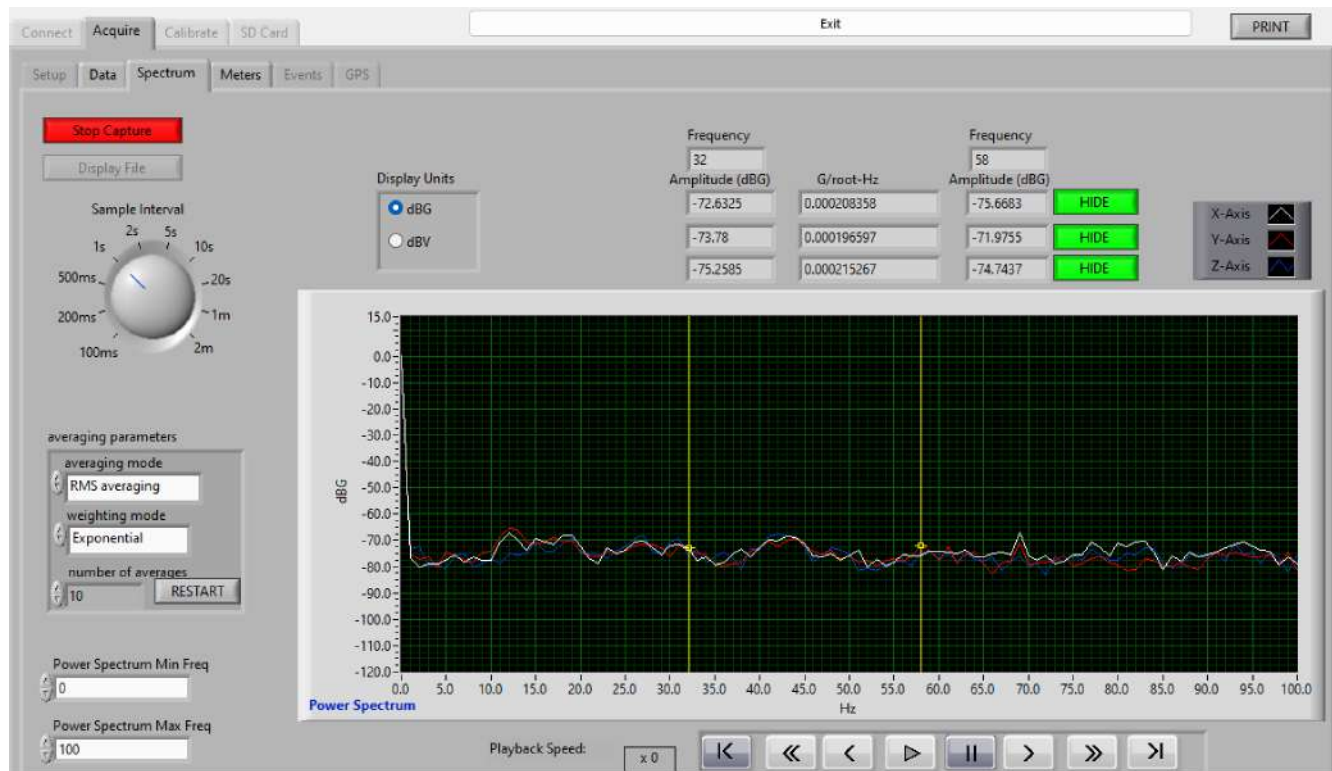 Connect Acquire Calibrate SD Card
Exit
PRINT
Setup Data Spectrum Meters Events GPS
Stop Capture
Display File
Sample Interval
100ms
200ms
500ms
1s
2s
5s
10s
20s
1m
2m
Display Units
dBG
dBV
Frequency
32
Frequency
58
Amplitude (dBG) G/root-Hz Amplitude (dBG)
-72.6325 0.000208358 -75.6683 HIDE
-73.78 0.000196597 -71.9755 HIDE
-75.2585 0.000215267 -74.7437 HIDE
X-Axis
Y-Axis
Z-Axis
averaging parameters
averaging mode
RMS averaging
weighting mode
Exponential
number of averages
10 RESTART
Power Spectrum Min Freq
0
Power Spectrum Max Freq
100
dBG
15.0
0.0
-10.0
-20.0
-30.0
-40.0
-50.0
-60.0
-70.0
-80.0
-90.0
-100.0
-110.0
-120.0
0.0 5.0 10.0 15.0 20.0 25.0 30.0 35.0 40.0 45.0 50.0 55.0 60.0 65.0 70.0 75.0 80.0 85.0 90.0 95.0 100.0
Power Spectrum
Hz
Playback Speed: x 0